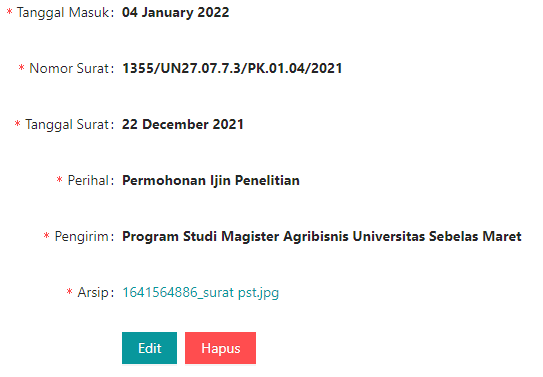 * Tanggal Masuk: 04 January 2022
* Nomor Surat: 1355/UN27.07.7.3/PK.01.04/2021
* Tanggal Surat: 22 December 2021
* Perihal: Permohonan Ijin Penelitian
* Pengirim: Program Studi Magister Agribisnis Universitas Sebelas Maret
* Arsip: 1641564886_surat pst.jpg
Edit Hapus